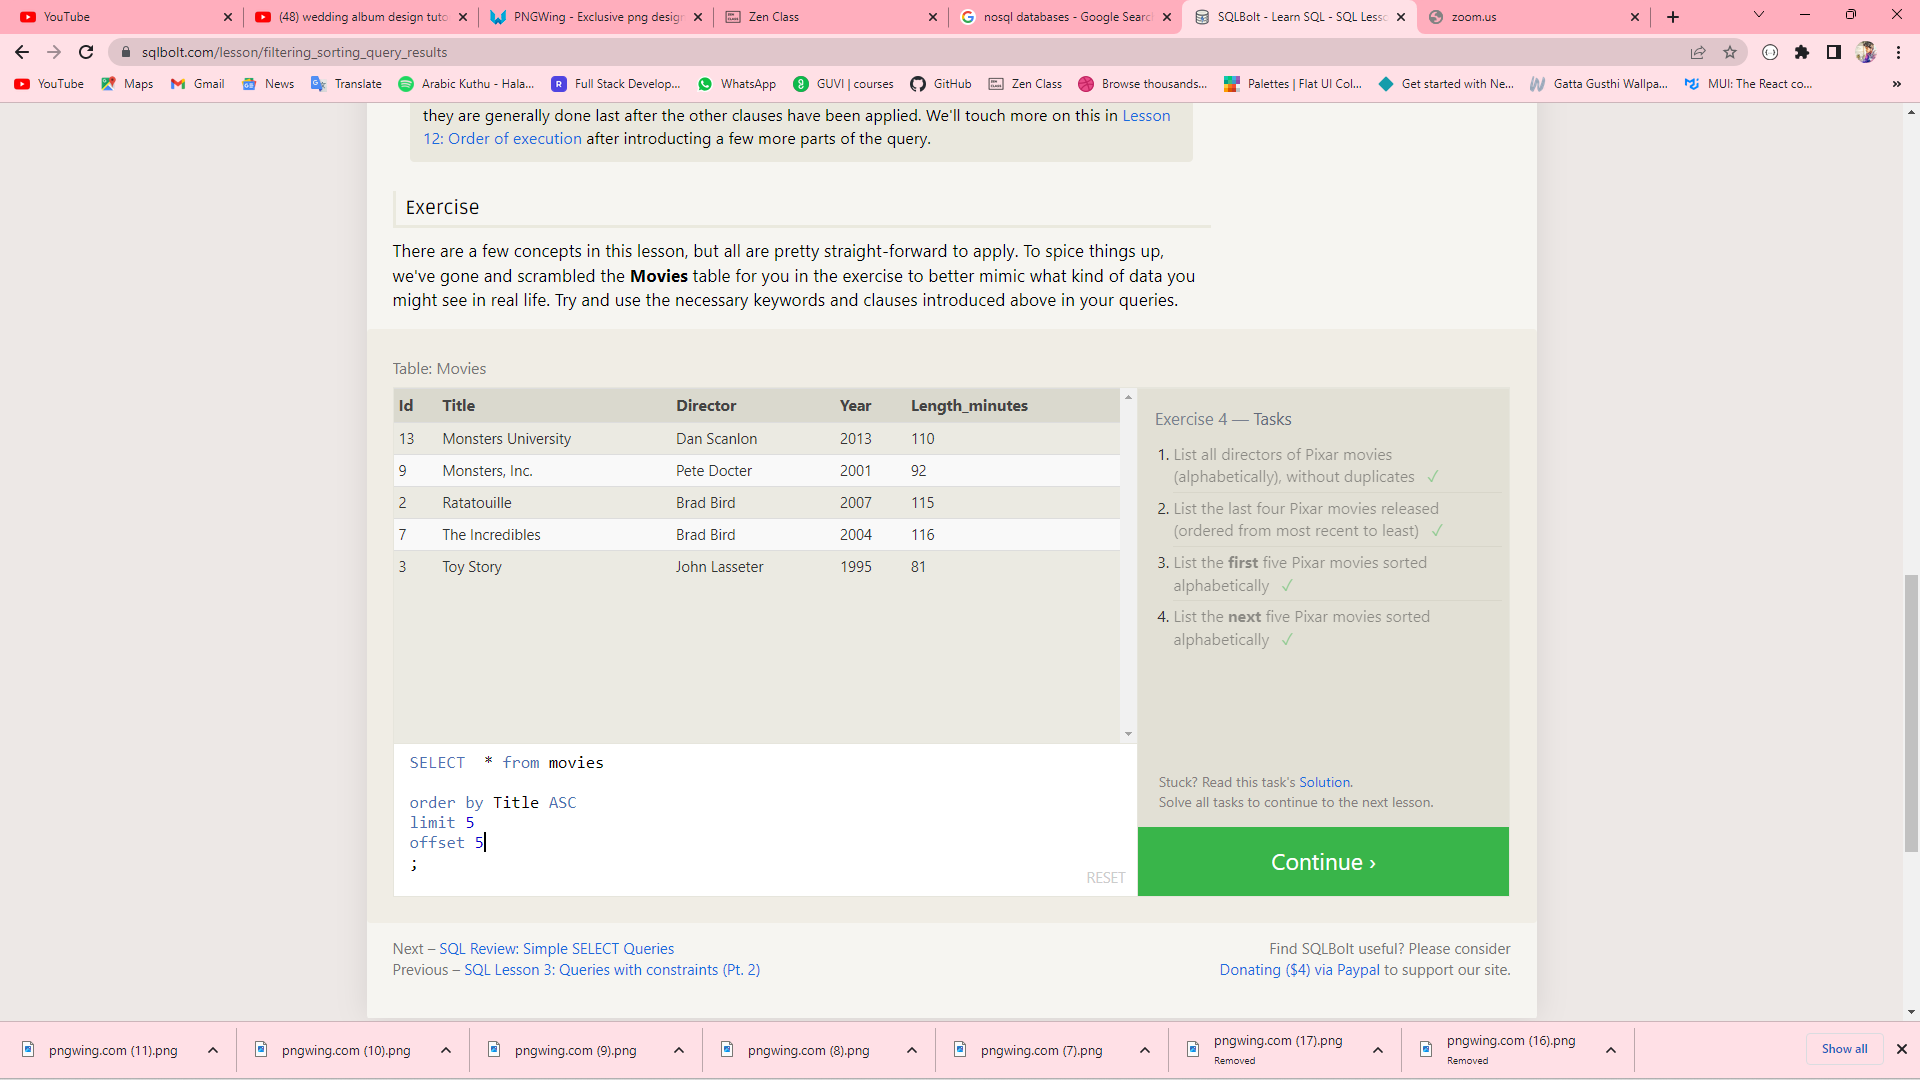 YouTube
(48) wedding album design tuto
PNGWing - Exclusive png design
Zen Class
nosql databases - Google Searc
SQLBolt - Learn SQL - SQL Less
zoom.us
sqlbolt.com/lesson/filtering_sorting_query_results
YouTube
Maps
Gmail
News
Translate
Arabic Kuthu - Hala...
Full Stack Develop...
WhatsApp
GUVI | courses
GitHub
Zen Class
Browse thousands...
Palettes | Flat UI Col...
Get started with Ne...
Gatta Gusthi Wallpa...
MUI: The React co...
»
they are generally done last after the other clauses have been applied. We'll touch more on this in Lesson
12: Order of execution after introducting a few more parts of the query.
Exercise
There are a few concepts in this lesson, but all are pretty straight-forward to apply. To spice things up,
we've gone and scrambled the Movies table for you in the exercise to better mimic what kind of data you
might see in real life. Try and use the necessary keywords and clauses introduced above in your queries.
Table: Movies
Id Title Director Year Length_minutes
13 Monsters University Dan Scanlon 2013 110
9 Monsters, Inc. Pete Docter 2001 92
2 Ratatouille Brad Bird 2007 115
7 The Incredibles Brad Bird 2004 116
3 Toy Story John Lasseter 1995 81
SELECT  * from movies
order by Title ASC
limit 5
offset 5
;
RESET
Exercise 4 — Tasks
1. List all directors of Pixar movies
(alphabetically), without duplicates ✓
2. List the last four Pixar movies released
(ordered from most recent to least) ✓
3. List the first five Pixar movies sorted
alphabetically ✓
4. List the next five Pixar movies sorted
alphabetically ✓
Stuck? Read this task's Solution.
Solve all tasks to continue to the next lesson.
Continue ›
Next – SQL Review: Simple SELECT Queries
Previous – SQL Lesson 3: Queries with constraints (Pt. 2)
Find SQLBolt useful? Please consider
Donating ($4) via Paypal to support our site.
pngwing.com (11).png
pngwing.com (10).png
pngwing.com (9).png
pngwing.com (8).png
pngwing.com (7).png
pngwing.com (17).png
Removed
pngwing.com (16).png
Removed
Show all